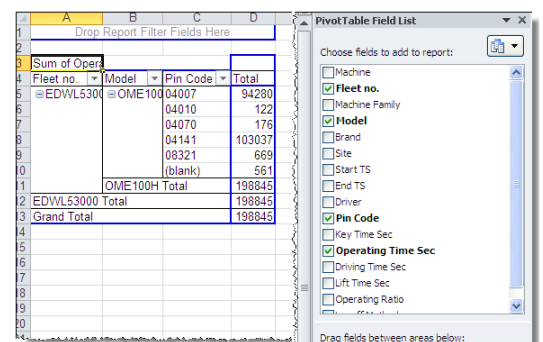 A B C D
1 Drop Report Filter Fields Here
2
3 Sum of Opera
4 Fleet no. Model Pin Code Total
5 EDWL5300 OME100 04007 94280
6 04010 122
7 04070 176
8 04141 103037
9 08321 669
10 (blank) 561
11 OME100H Total 198845
12 EDWL53000 Total 198845
13 Grand Total 198845
14
15
16
17
18
19
20
PivotTable Field List
Choose fields to add to report:
Machine
Fleet no.
Machine Family
Model
Brand
Site
Start TS
End TS
Driver
Pin Code
Key Time Sec
Operating Time Sec
Driving Time Sec
Lift Time Sec
Operating Ratio
Drag fields between areas below: